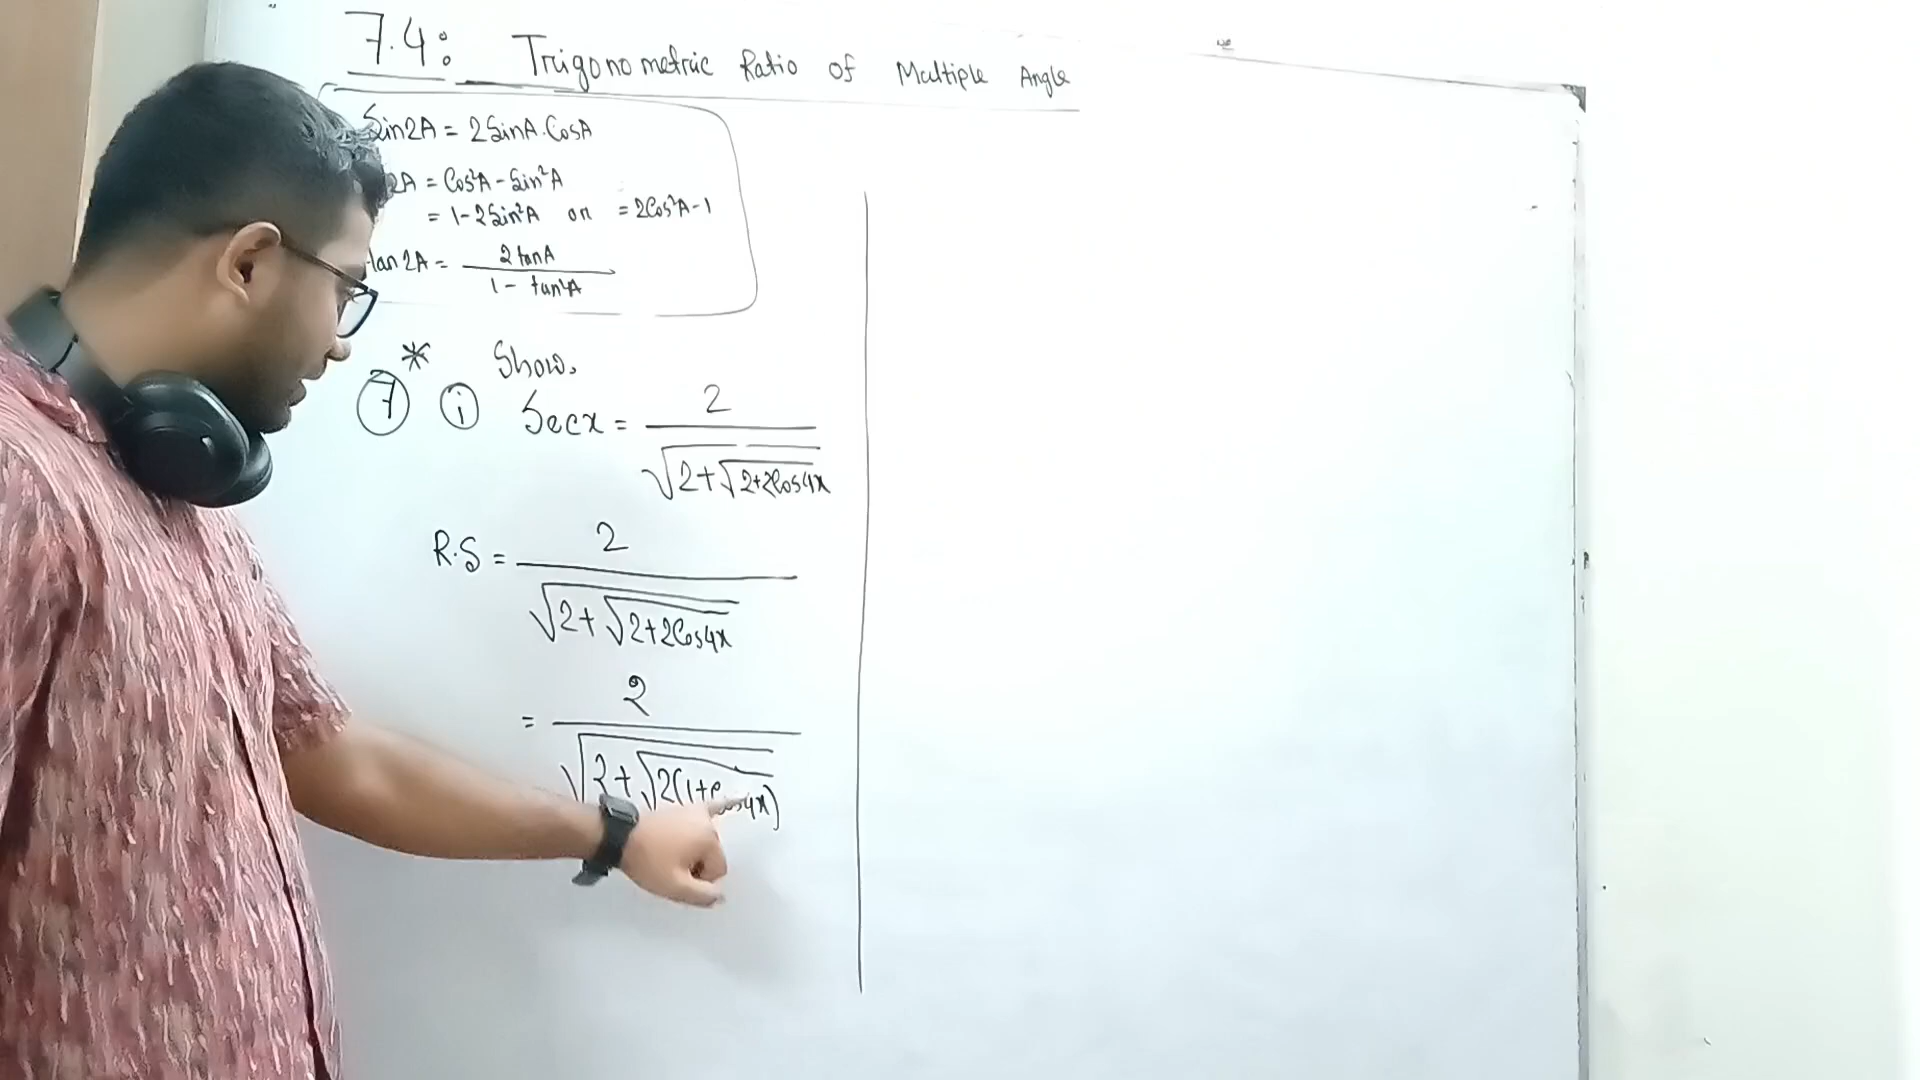 7.4: Trigonometric Ratio of Multiple Angle
Sin2A = 2SinA.CosA
2A = Cos²A - Sin²A
= 1 - 2Sin²A or = 2Cos²A - 1
tan2A = 2tanA / 1 - tan²A
7 * i Show,
Secx = 2 / √2+√2+2Cos4x
R.S = 2 / √2+√2+2Cos4x
= 2 / √2+√2(1+Cos4x)